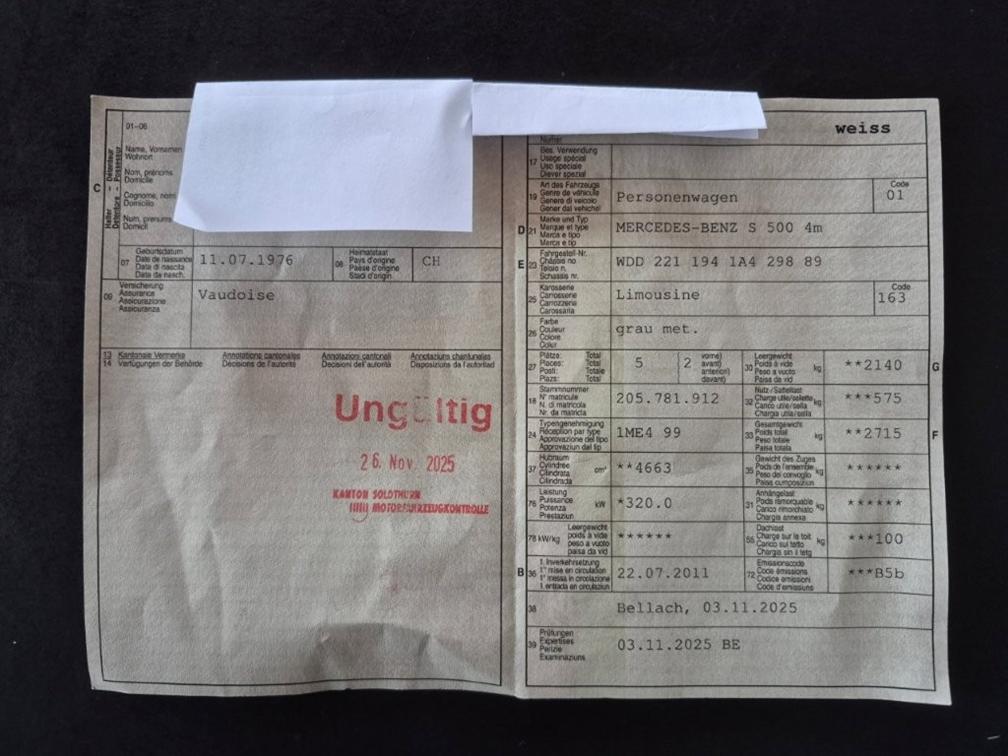 01-06
Halter - Détenteur
Detentore - Possessur
C
Name, Vornamen
Wohnort
Nom, prénoms
Domicile
Cognome, nomi
Domicilio
Num, prenums
Domicil
07
Geburtsdatum
Date de naissance
Data di nascita
Data da nasch.
11.07.1976
08
Heimatstaat
Pays d'origine
Paese d'origine
Stadi d'origin
CH
09
Versicherung
Assurance
Assicurazione
Assicuranza
Vaudoise
13 Kantonale Vermerke
14 Verfügungen der Behörde
Annotations cantonales
Décisions de l'autorité
Annotazioni cantonali
Decisioni dell'autorità
Annotaziuns chantunalas
Disposiziuns da l'autoritad
Ungültig
26. Nov. 2025
KANTON SOLOTHURN
MOTORFAHRZEUGKONTROLLE
weiss
17
Bes. Verwendung
Usage spécial
Uso speciale
Diever spezial
19
Art des Fahrzeugs
Genre de véhicule
Genere di veicolo
Gener dal vehichel
Personenwagen
Code
01
D 21
Marke und Typ
Marque et type
Marca e tipo
Marca e tip
MERCEDES-BENZ S 500 4m
E 23
Fahrgestell-Nr.
Châssis no
Telaio n.
Schassis nr.
WDD 221 194 1A4 298 89
25
Karosserie
Carrosserie
Carrozzeria
Carossaria
Limousine
Code
163
26
Farbe
Couleur
Colore
Colur
grau met.
27
Plätze: Total
Places: Total
Posti: Totale
Plazs: Total
5
2
vorne)
avant)
anteriori)
davant)
30
Leergewicht
Poids à vide
Peso a vuoto
Paisa da vid
kg
**2140
G
18
Stammnummer
N° matricule
N. di matricola
Nr. da matricla
205.781.912
32
Nutz-/Sattellast
Charge utile/sellette
Carico utile/sella
Chargia utila/sella
kg
***575
24
Typengenehmigung
Réception par type
Approvazione del tipo
Approvaziun dal tip
1ME4 99
33
Gesamtgewicht
Poids total
Peso totale
Paisa totala
kg
**2715
F
37
Hubraum
Cylindrée
Cilindrata
Cilindrada
cm³
**4663
35
Gewicht des Zuges
Poids de l'ensemble
Peso del convoglio
Paisa cumposiziun
kg
******
76
Leistung
Puissance
Potenza
Prestaziun
kW
*320.0
31
Anhängelast
Poids remorquable
Carico rimorchiato
Chargia annexa
kg
******
78 kW/kg
Leergewicht
poids à vide
peso a vuoto
paisa da vid
******
55
Dachlast
Charge sur le toit
Carico sul tetto
Chargia sin il tetg
kg
***100
B 36
1. Inverkehrsetzung
1re mise en circulation
1a messa in circolazione
1. entrada en circulaziun
22.07.2011
72
Emissionscode
Code émissions
Codice emissioni
Code d'emissiuns
***B5b
38
Bellach, 03.11.2025
39
Prüfungen
Expertises
Perizie
Examinaziuns
03.11.2025 BE